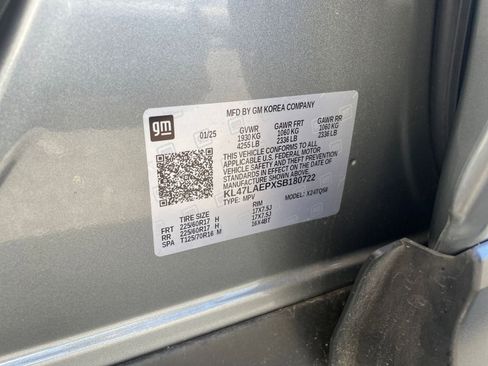 MFD BY GM KOREA COMPANY
gm
01/25
GVWR GAWR FRT GAWR RR
1930 KG 1060 KG 1060 KG
4255 LB 2336 LB 2336 LB
THIS VEHICLE CONFORMS TO ALL
APPLICABLE U.S. FEDERAL MOTOR
VEHICLE SAFETY, BUMPER, AND THEFT
PREVENTION STANDARDS IN EFFECT
ON THE DATE OF
MANUFACTURE SHOWN ABOVE.
KL47LAEPXSB180722
TYPE: MPV MODEL: X24TQ58
TIRE SIZE RIM
FRT 225/60R17 H 17X7.5J
RR 225/60R17 H 17X7.5J
SPA T125/70R16 M 16X4BT